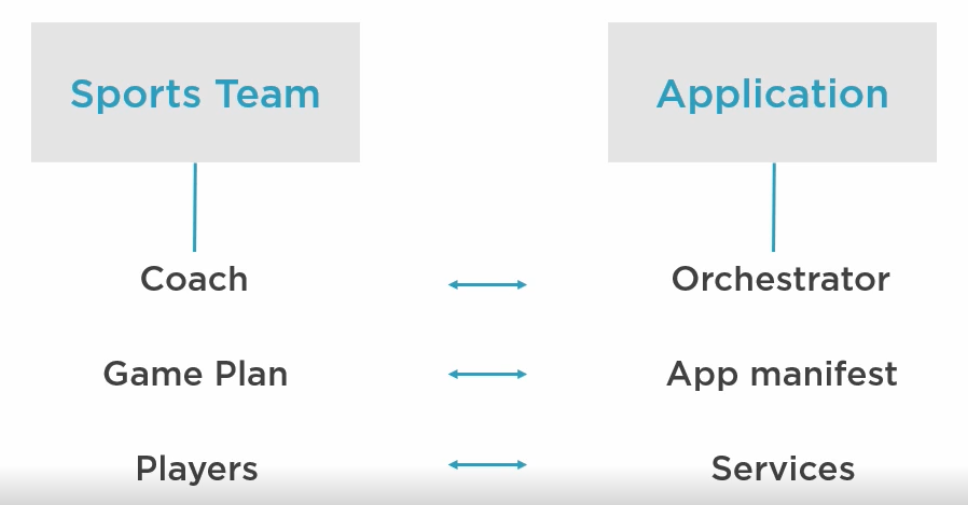 Sports Team
Application
Coach
Orchestrator
Game Plan
App manifest
Players
Services